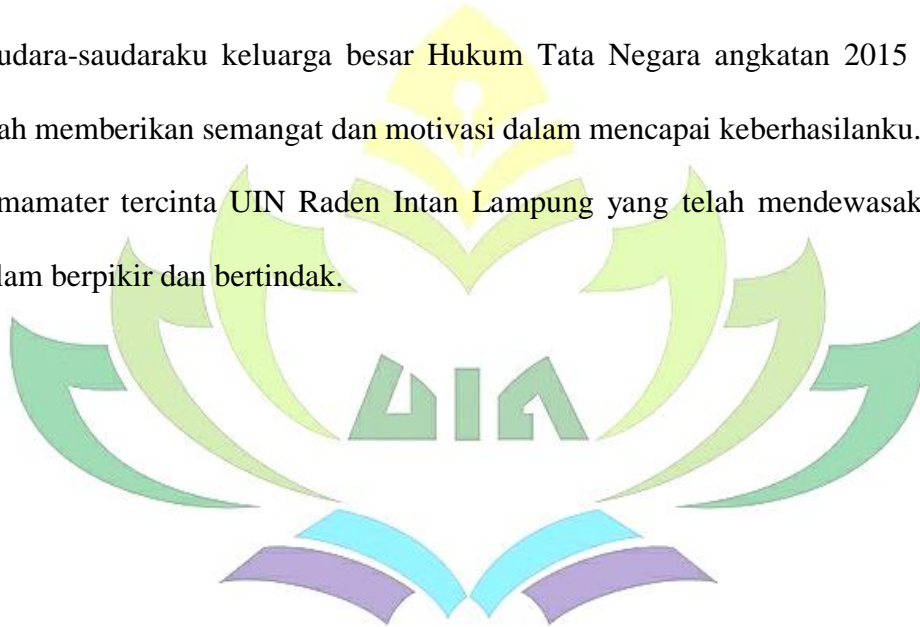 udara-saudaraku keluarga besar Hukum Tata Negara angkatan 2015
ah memberikan semangat dan motivasi dalam mencapai keberhasilanku.
mamater tercinta UIN Raden Intan Lampung yang telah mendewasak
lam berpikir dan bertindak.
UIN